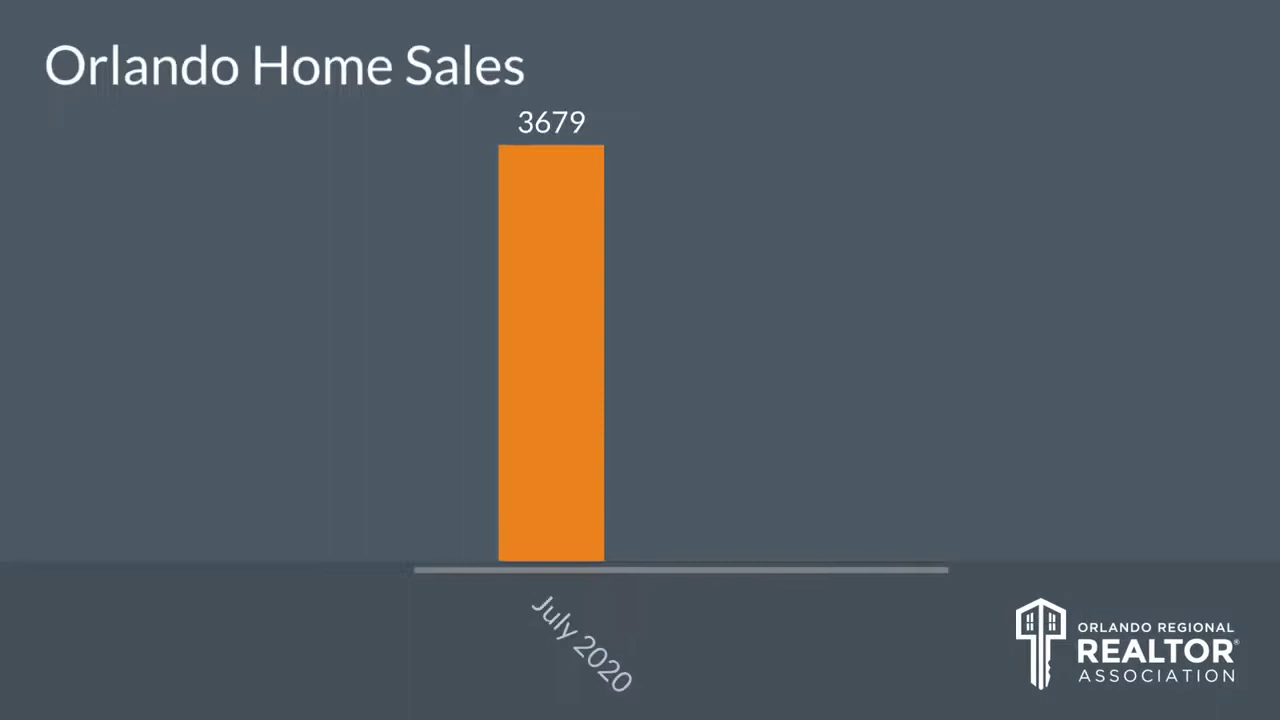 Orlando Home Sales
3679
July 2020
ORLANDO REGIONAL
REALTOR®
ASSOCIATION